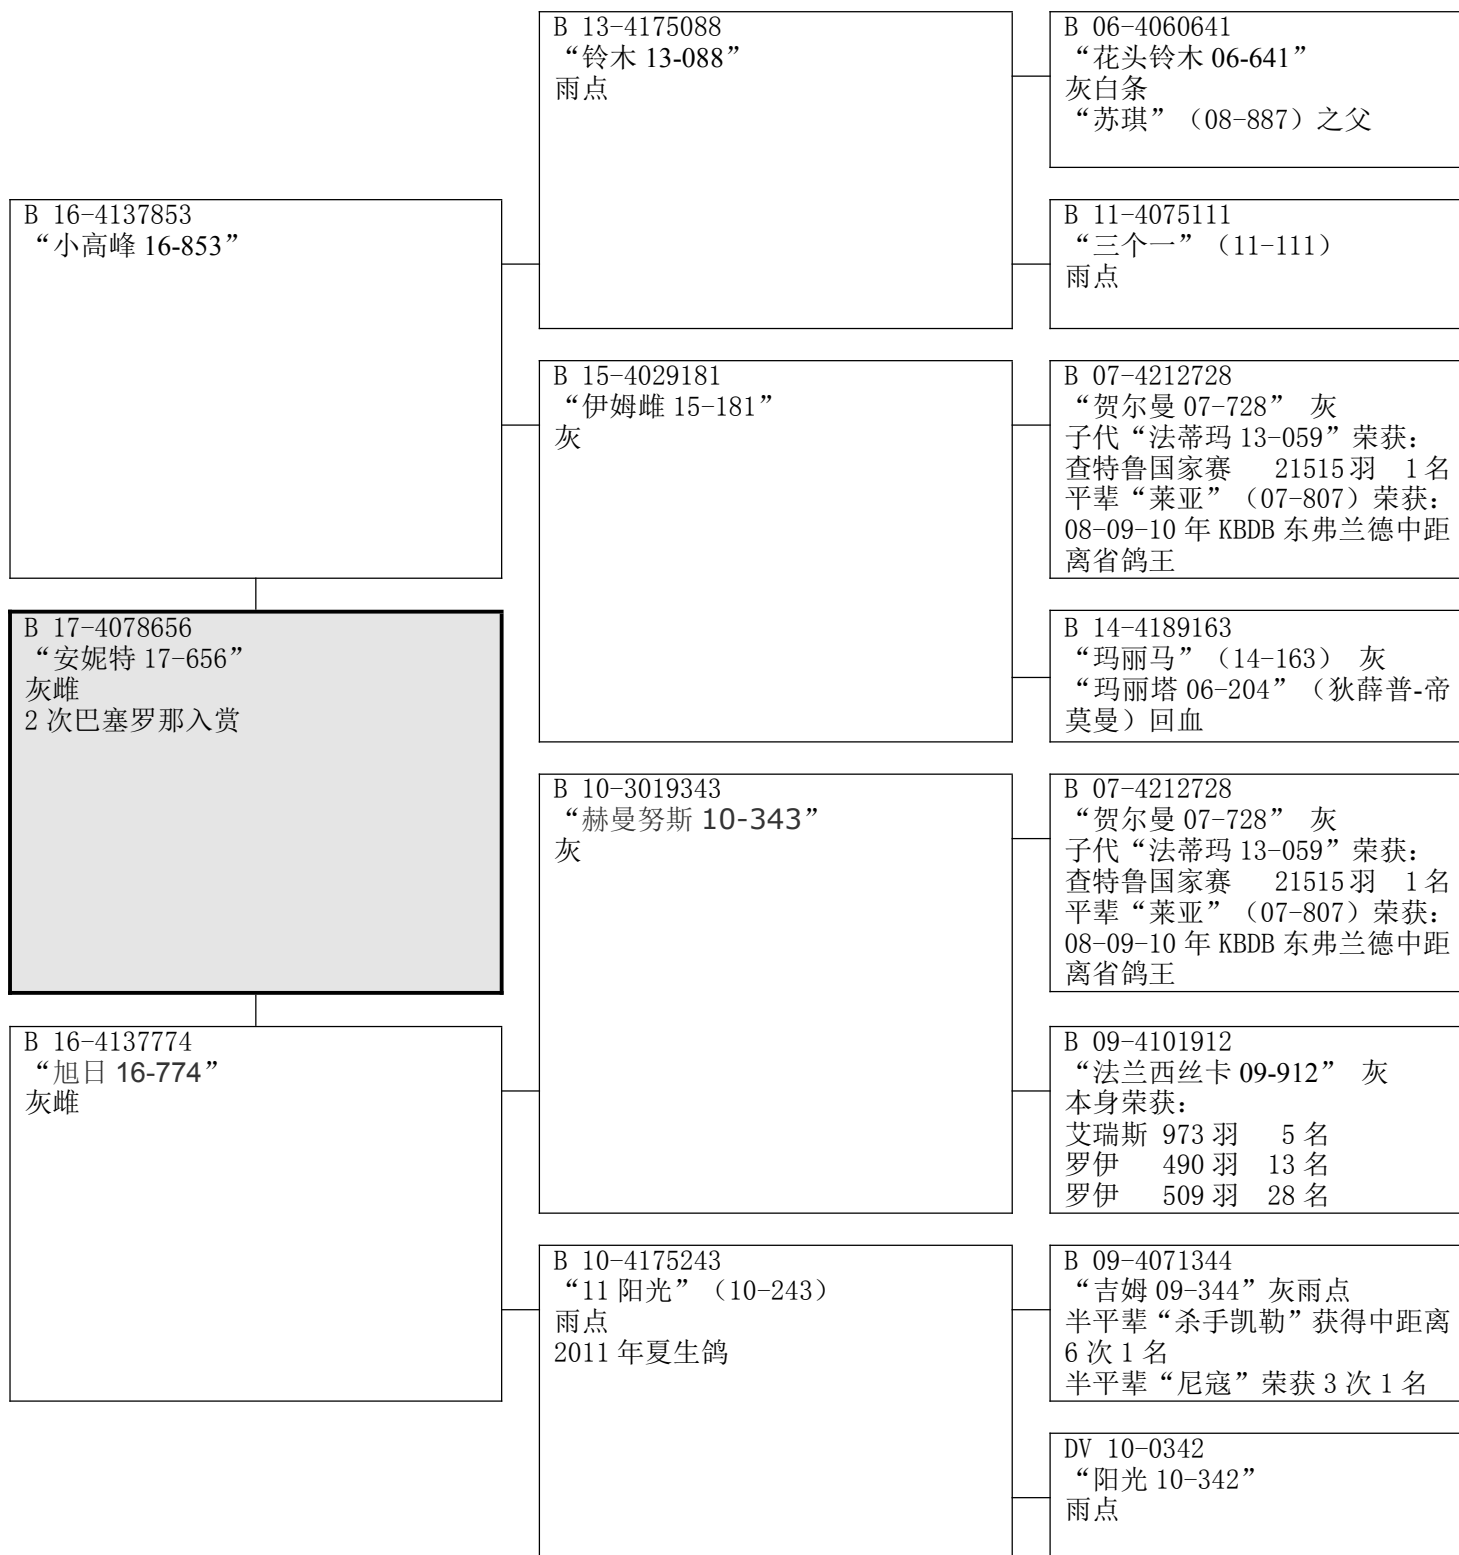 B 16-4137853
“小高峰 16-853”
B 17-4078656
“安妮特 17-656”
灰雌
2 次巴塞罗那入赏
B 16-4137774
“旭日 16-774”
灰雌
B 13-4175088
“铃木 13-088”
雨点
B 15-4029181
“伊姆雌 15-181”
灰
B 10-3019343
“赫曼努斯 10-343”
灰
B 10-4175243
“11 阳光”（10-243）
雨点
2011 年夏生鸽
B 06-4060641
“花头铃木 06-641”
灰白条
“苏琪”（08-887）之父
B 11-4075111
“三个一”（11-111）
雨点
B 07-4212728
“贺尔曼 07-728” 灰
子代“法蒂玛 13-059”荣获：
查特鲁国家赛 21515 羽 1 名
平辈“莱亚”（07-807）荣获：
08-09-10 年 KBDB 东弗兰德中距
离省鸽王
B 14-4189163
“玛丽马”（14-163） 灰
“玛丽塔 06-204”（狄薛普-帝
莫曼）回血
B 07-4212728
“贺尔曼 07-728” 灰
子代“法蒂玛 13-059”荣获：
查特鲁国家赛 21515 羽 1 名
平辈“莱亚”（07-807）荣获：
08-09-10 年 KBDB 东弗兰德中距
离省鸽王
B 09-4101912
“法兰西丝卡 09-912” 灰
本身荣获：
艾瑞斯 973 羽 5 名
罗伊 490 羽 13 名
罗伊 509 羽 28 名
B 09-4071344
“吉姆 09-344”灰雨点
半平辈“杀手凯勒”获得中距离
6 次 1 名
半平辈“尼寇”荣获 3 次 1 名
DV 10-0342
“阳光 10-342”
雨点